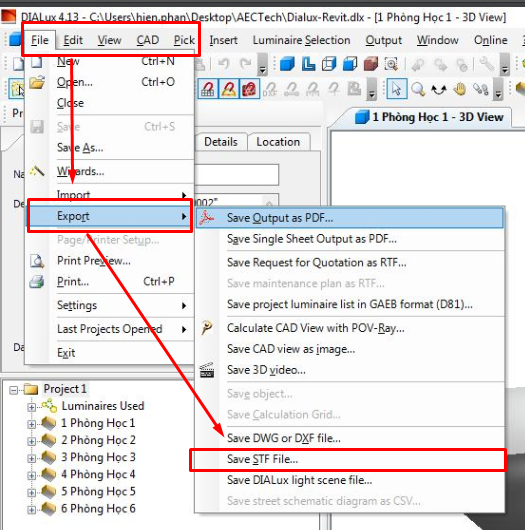 DIALux 4.13 - C:\Users\hien.phan\Desktop\AECTech\Dialux-Revit.dlx - [1 Phòng Học 1 - 3D View]
File Edit View CAD Pick Insert Luminaire Selection Output Window Online
New Ctrl+N
Open... Ctrl+O
Close
Save Ctrl+S
Save As...
Wizards...
Import
Export
Page/Printer Setup...
Print Preview...
Print... Ctrl+P
Settings
Last Projects Opened
Exit
1 Phòng Học 1 - 3D View
Details Location
Save Output as PDF...
Save Single Sheet Output as PDF...
Save Request for Quotation as RTF...
Save maintenance plan as RTF...
Save project luminaire list in GAEB format (D81)...
Calculate CAD View with POV-Ray...
Save CAD view as image...
Save 3D video...
Save object...
Save Calculation Grid...
Save DWG or DXF file...
Save STF File...
Save DIALux light scene file...
Save street schematic diagram as CSV...
Project 1
Luminaires Used
1 Phòng Học 1
2 Phòng Học 2
3 Phòng Học 3
4 Phòng Học 4
5 Phòng Học 5
6 Phòng Học 6